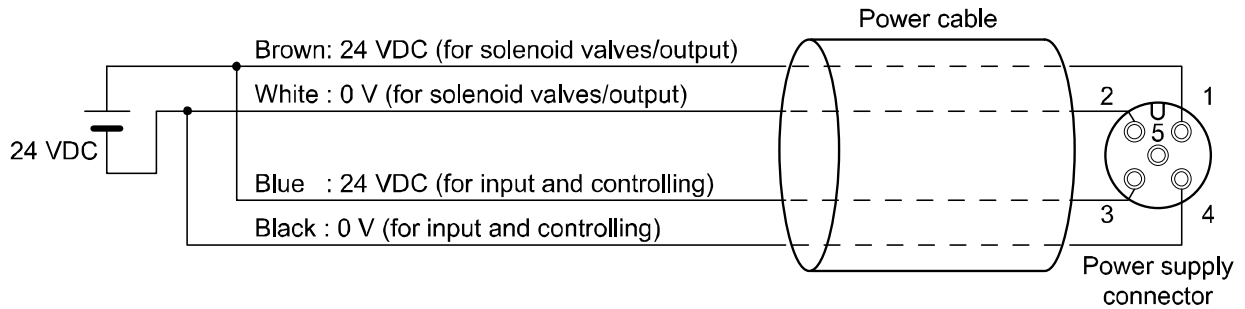 Power cable
Brown: 24 VDC (for solenoid valves/output)
White : 0 V (for solenoid valves/output)
2
1
5
24 VDC
Blue : 24 VDC (for input and controlling)
3
4
Black : 0 V (for input and controlling)
Power supply
connector